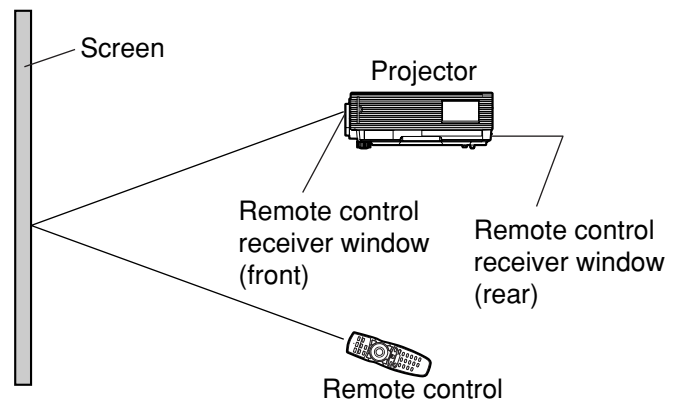 Screen
Projector
Remote control
receiver window
(front)
Remote control
receiver window
(rear)
Remote control